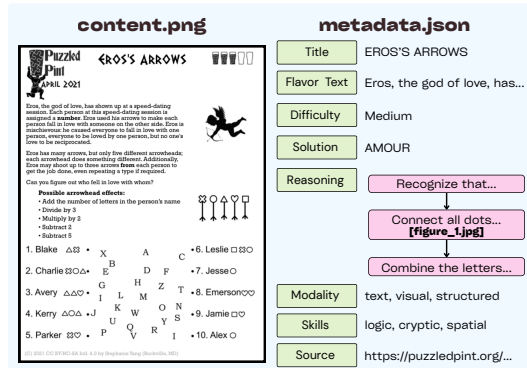 content.png
metadata.json
Puzzled
Pint
APRIL 2021
EROS'S ARROWS
Eros, the god of love, has shown up at a speed-dating
session. Each person at this speed-dating session is
assigned a number. Eros used his arrows to make each
person fall in love with someone on the other side. Eros is
mischievous: he caused everyone to fall in love with one
person, everyone to be loved by one person, but no one's
love to be reciprocated.
Eros has many arrows, but only five different arrowheads;
each arrowhead does something different. Additionally,
Eros may shoot up to three arrows from each person to
get the job done, even repeating a type if required.
Can you figure out who fell in love with whom?
Possible arrowhead effects:
• Add the number of letters in the person's name
• Divide by 3
• Multiply by 2
• Subtract 2
• Subtract 5
1. Blake
2. Charlie
3. Avery
4. Kerry
5. Parker
6. Leslie
7. Jesse
8. Emerson
9. Jamie
10. Alex
X A C
B E D F
G H Z T
I L M O N
J K W S
U Y
P Q V R I
Title EROS'S ARROWS
Flavor Text Eros, the god of love, has...
Difficulty Medium
Solution AMOUR
Reasoning
Recognize that...
Connect all dots...
[figure_1.jpg]
Combine the letters...
Modality text, visual, structured
Skills logic, cryptic, spatial
Source https://puzzledpint.org/...